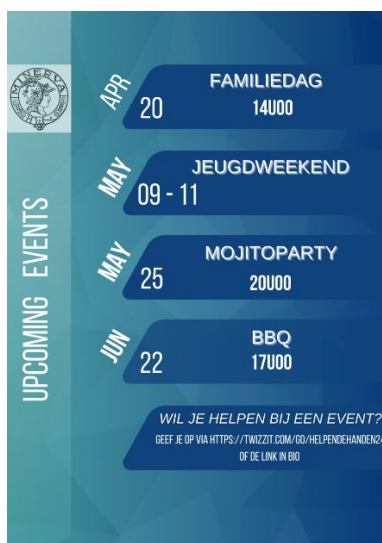 MINERVA
UPCOMING EVENTS
APR
20
FAMILIEDAG
14U00
MAY
09 - 11
JEUGDWEEKEND
MAY
25
MOJITOPARTY
20U00
JUN
22
BBQ
17U00
WIL JE HELPEN BIJ EEN EVENT?
GEEF JE OP VIA HTTPS://TWIZZIT.COM/GO/HELPENDEHANDEN24
OF DE LINK IN BIO